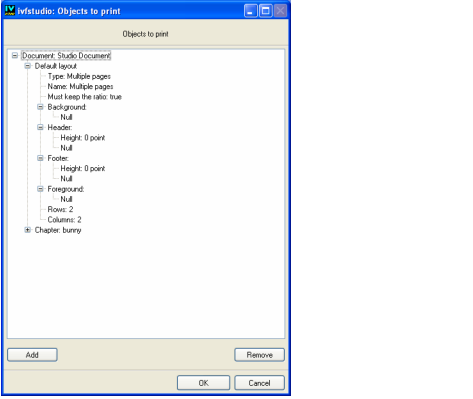 ivfstudio: Objects to print
Objects to print
Document: Studio Document
Default layout
Type: Multiple pages
Name: Multiple pages
Must keep the ratio: true
Background:
Null
Header:
Height: 0 point
Null
Footer:
Height: 0 point
Null
Foreground:
Null
Rows: 2
Columns: 2
Chapter: bunny
Add
Remove
OK
Cancel